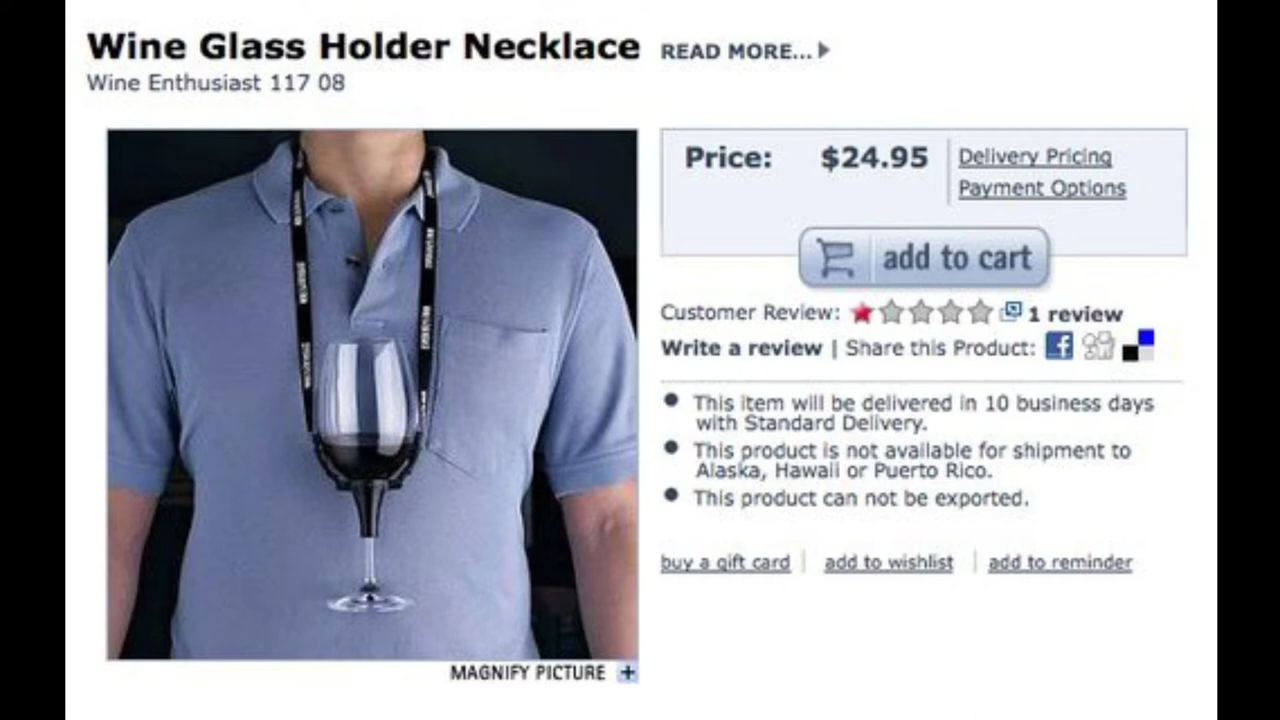 Wine Glass Holder Necklace READ MORE...
Wine Enthusiast 117 08
Price: $24.95
Delivery Pricing
Payment Options
add to cart
Customer Review: 1 review
Write a review | Share this Product:
This item will be delivered in 10 business days
with Standard Delivery.
This product is not available for shipment to
Alaska, Hawaii or Puerto Rico.
This product can not be exported.
buy a gift card | add to wishlist | add to reminder
MAGNIFY PICTURE +